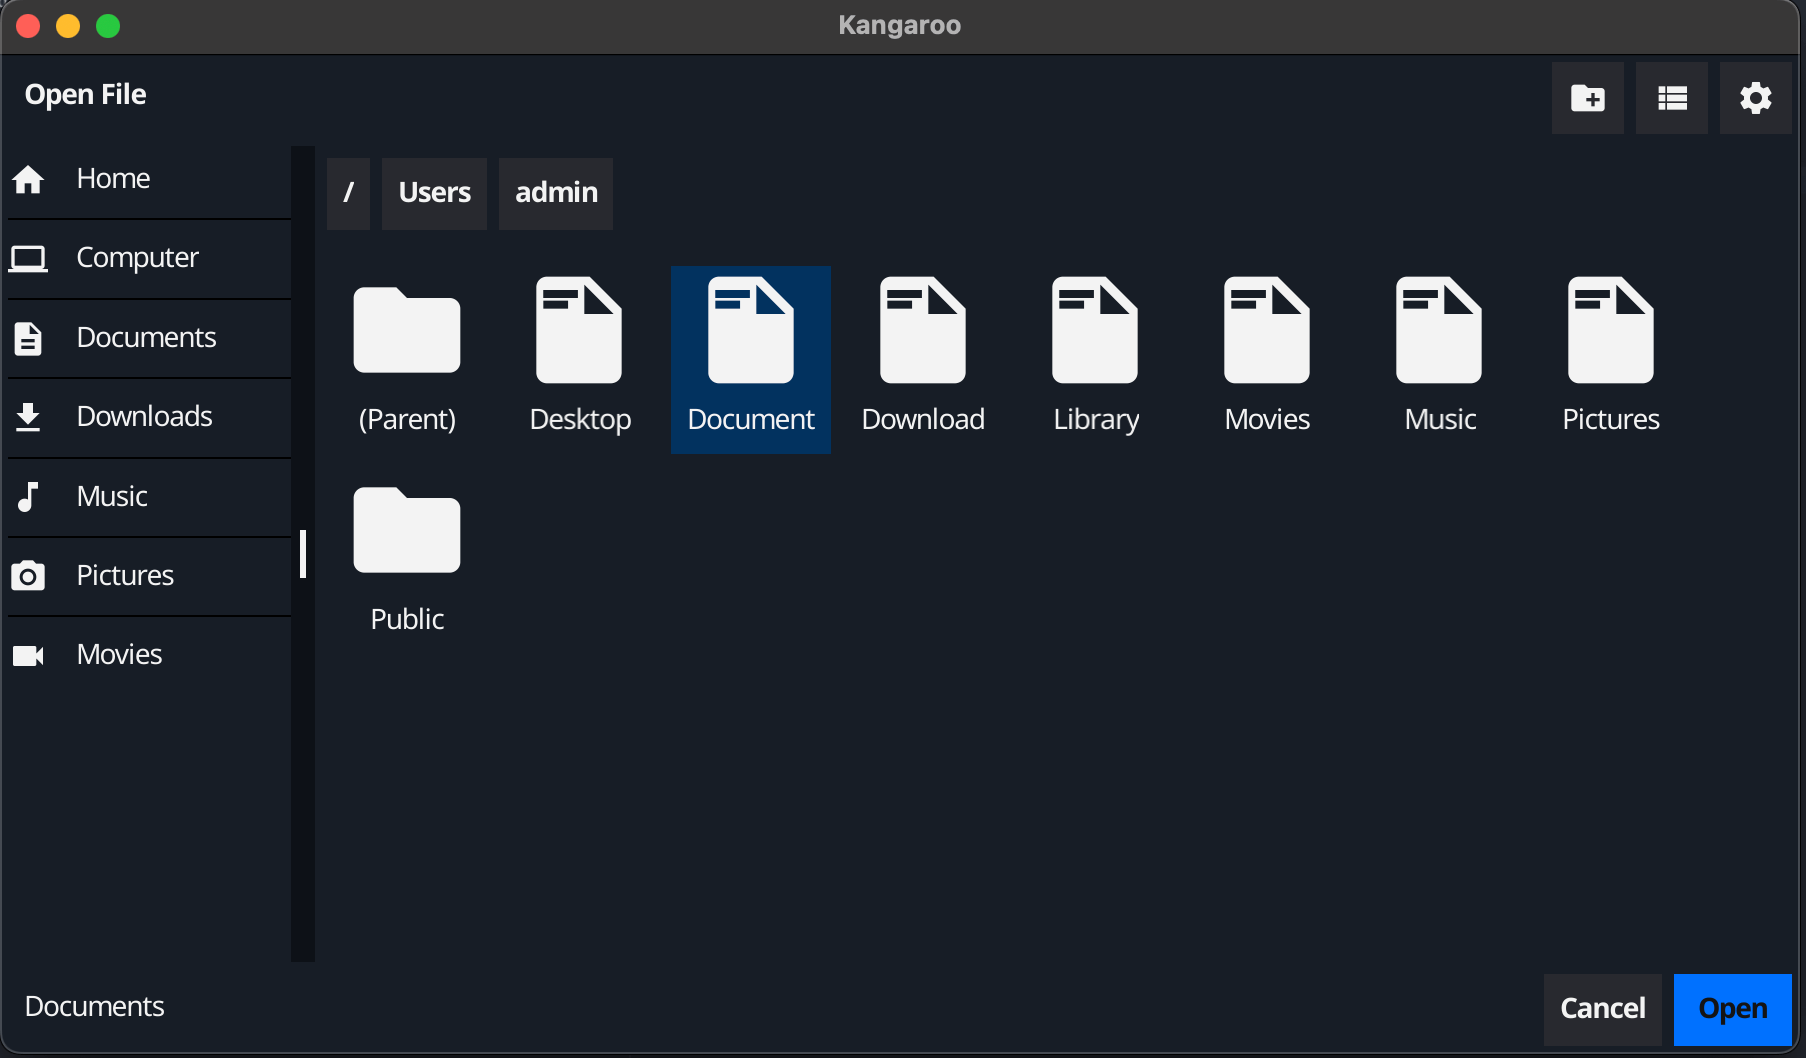 Kangaroo
Open File
Home
Computer
Documents
Downloads
Music
Pictures
Movies
/ Users admin
(Parent) Desktop Document Download Library Movies Music Pictures
Public
Documents
Cancel Open